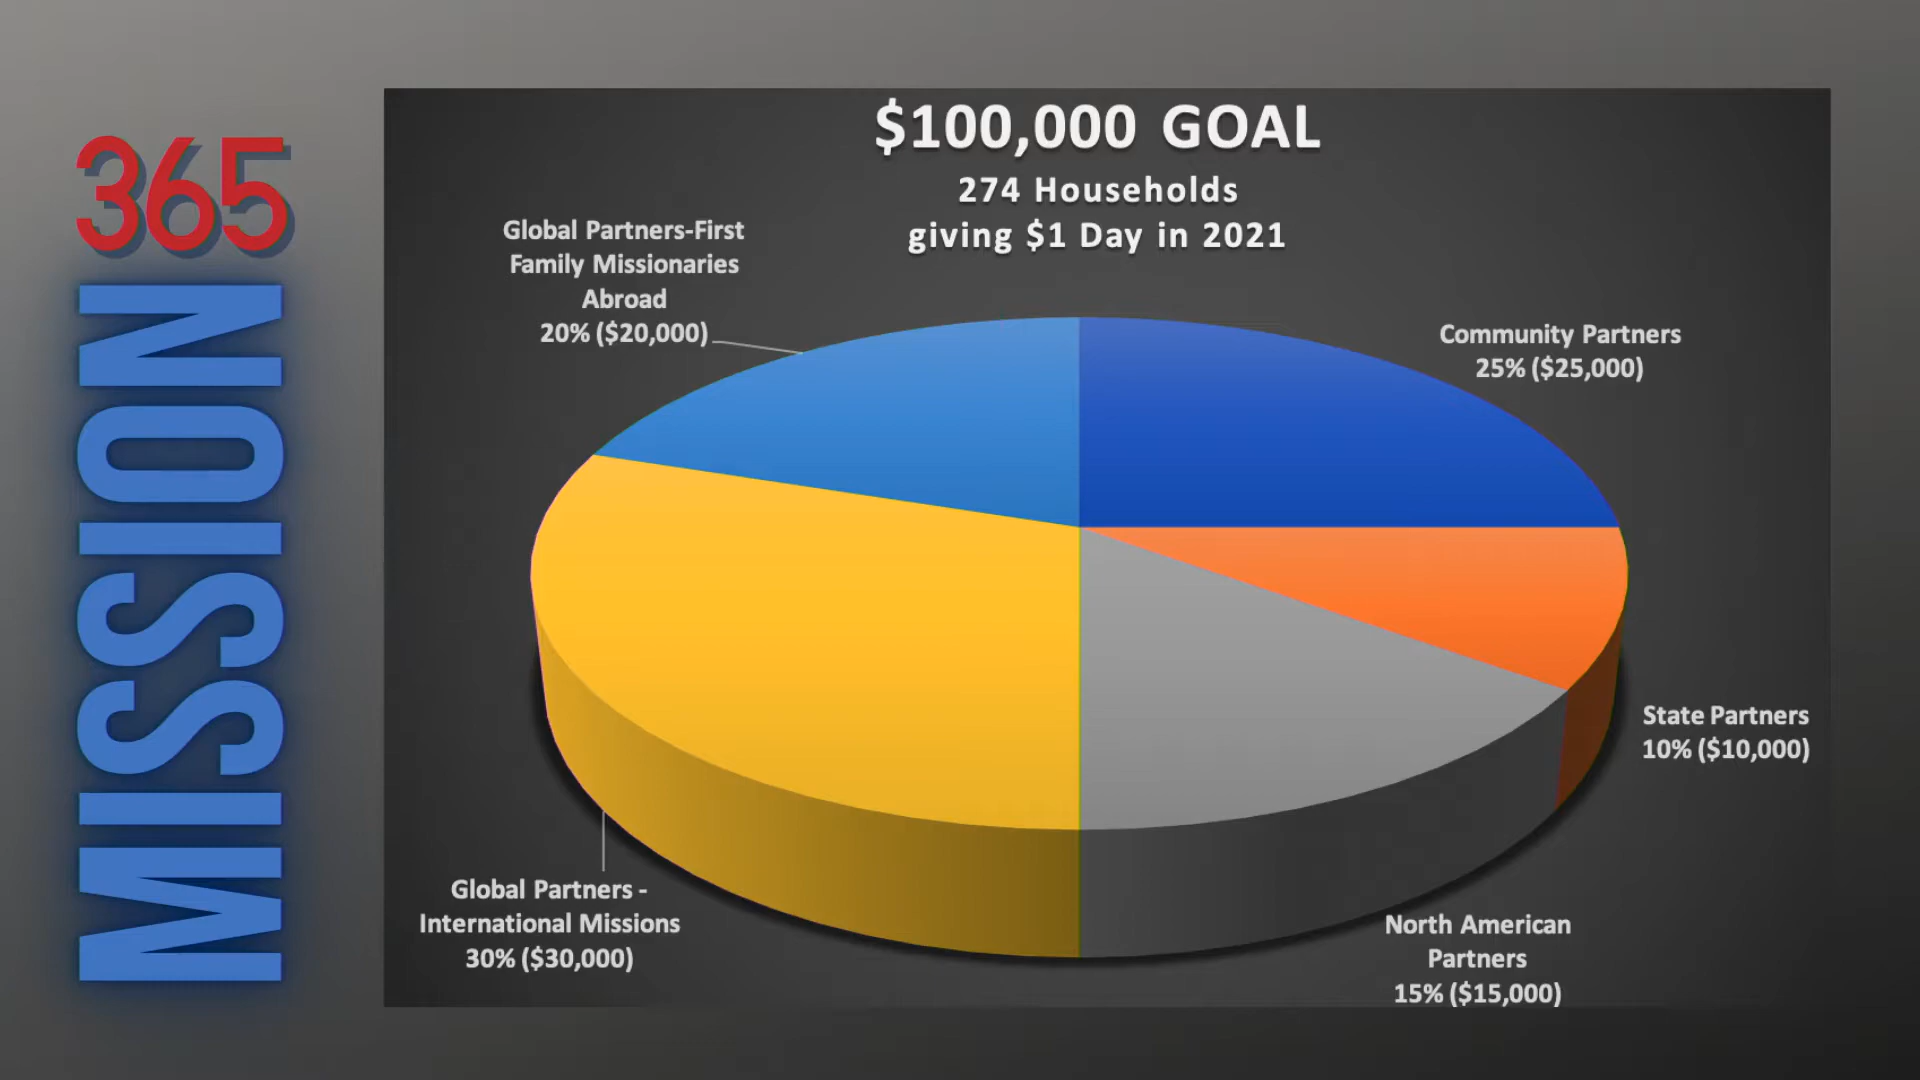 365
MISSION
$100,000 GOAL
274 Households
giving $1 Day in 2021
Global Partners-First
Family Missionaries
Abroad
20% ($20,000)
Community Partners
25% ($25,000)
State Partners
10% ($10,000)
Global Partners -
International Missions
30% ($30,000)
North American
Partners
15% ($15,000)